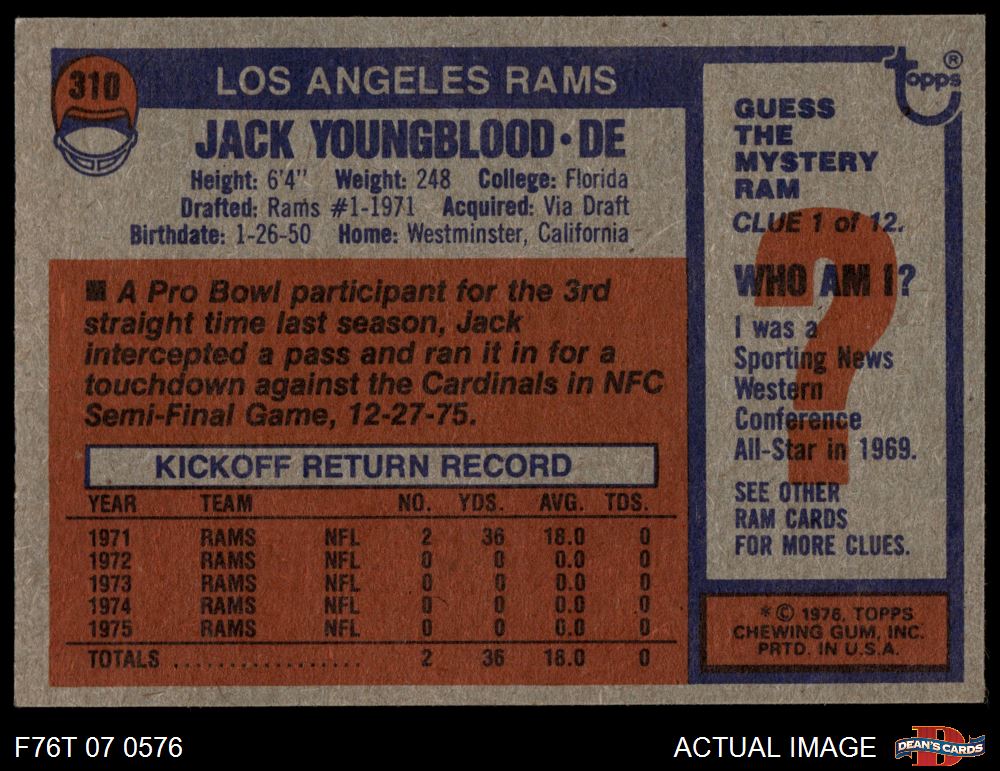 310
LOS ANGELES RAMS
JACK YOUNGBLOOD • DE
Height: 6'4" Weight: 248 College: Florida
Drafted: Rams #1-1971 Acquired: Via Draft
Birthdate: 1-26-50 Home: Westminster, California
■ A Pro Bowl participant for the 3rd
straight time last season, Jack
intercepted a pass and ran it in for a
touchdown against the Cardinals in NFC
Semi-Final Game, 12-27-75.
KICKOFF RETURN RECORD
YEAR TEAM NO. YDS. AVG. TDS.
1971 RAMS NFL 2 36 18.0 0
1972 RAMS NFL 0 0 0.0 0
1973 RAMS NFL 0 0 0.0 0
1974 RAMS NFL 0 0 0.0 0
1975 RAMS NFL 0 0 0.0 0
TOTALS .................. 2 36 18.0 0
topps®
GUESS
THE
MYSTERY
RAM
CLUE 1 of 12.
?
WHO AM I?
I was a
Sporting News
Western
Conference
All-Star in 1969.
SEE OTHER
RAM CARDS
FOR MORE CLUES.
*© 1976, TOPPS
CHEWING GUM, INC.
PRTD. IN U.S.A.
F76T 07 0576
ACTUAL IMAGE
DEAN'S CARDS